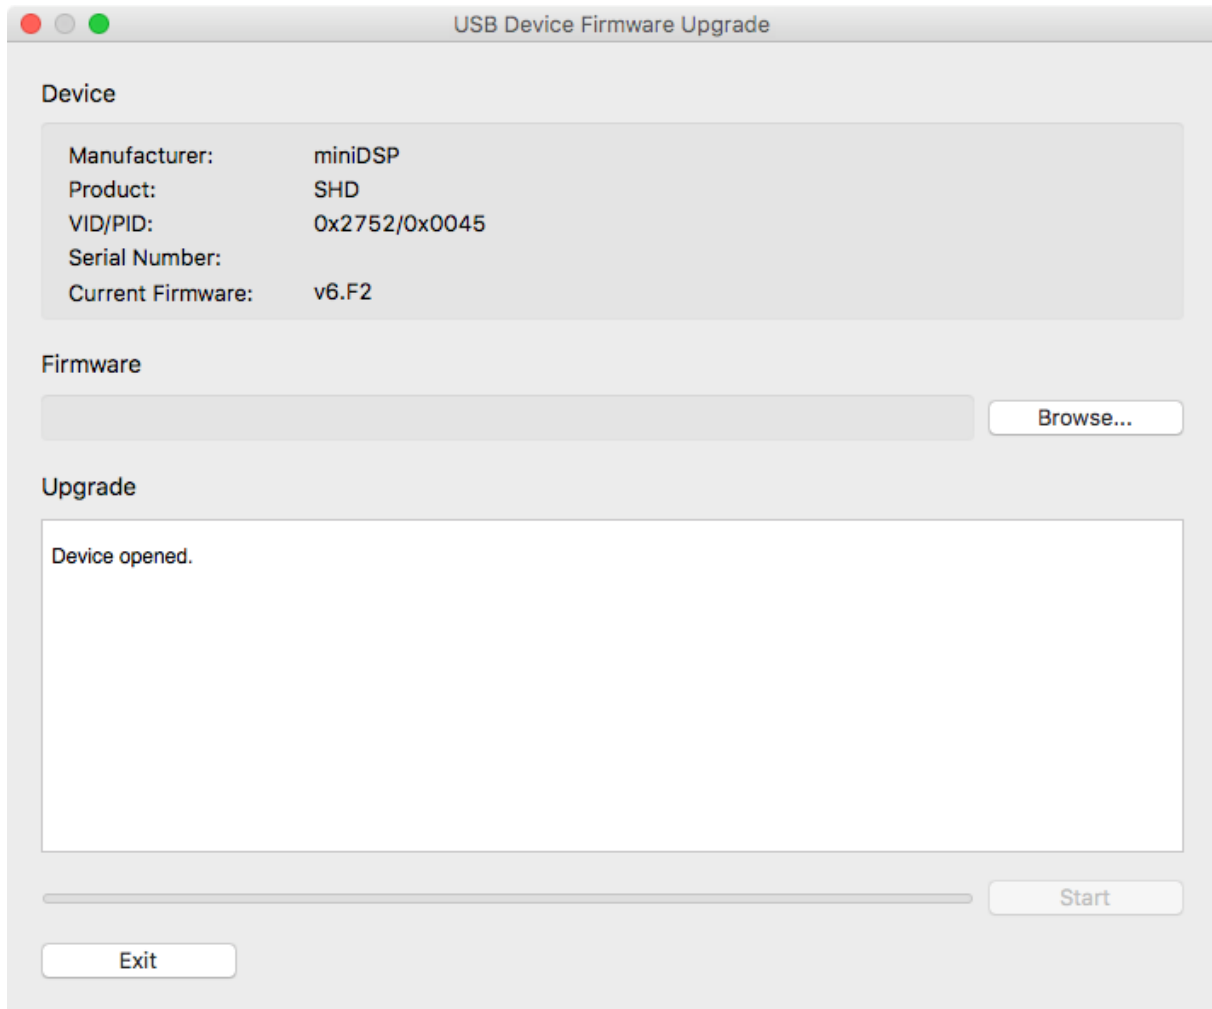 USB Device Firmware Upgrade
Device
Manufacturer: miniDSP
Product: SHD
VID/PID: 0x2752/0x0045
Serial Number:
Current Firmware: v6.F2
Firmware
Browse...
Upgrade
Device opened.
Start
Exit